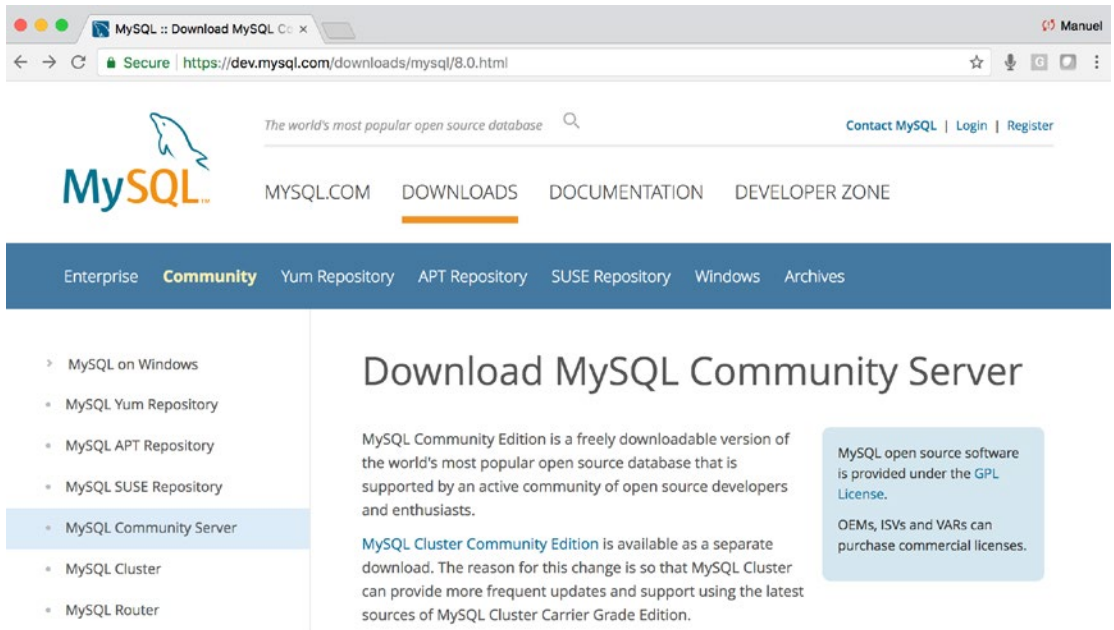 MySQL :: Download MySQL Co
Manuel
Secure | https://dev.mysql.com/downloads/mysql/8.0.html
MySQL™
The world's most popular open source database
Contact MySQL | Login | Register
MYSQL.COM DOWNLOADS DOCUMENTATION DEVELOPER ZONE
Enterprise Community Yum Repository APT Repository SUSE Repository Windows Archives
MySQL on Windows
MySQL Yum Repository
MySQL APT Repository
MySQL SUSE Repository
MySQL Community Server
MySQL Cluster
MySQL Router
Download MySQL Community Server
MySQL Community Edition is a freely downloadable version of
the world's most popular open source database that is
supported by an active community of open source developers
and enthusiasts.
MySQL Cluster Community Edition is available as a separate
download. The reason for this change is so that MySQL Cluster
can provide more frequent updates and support using the latest
sources of MySQL Cluster Carrier Grade Edition.
MySQL open source software
is provided under the GPL
License.
OEMs, ISVs and VARs can
purchase commercial licenses.